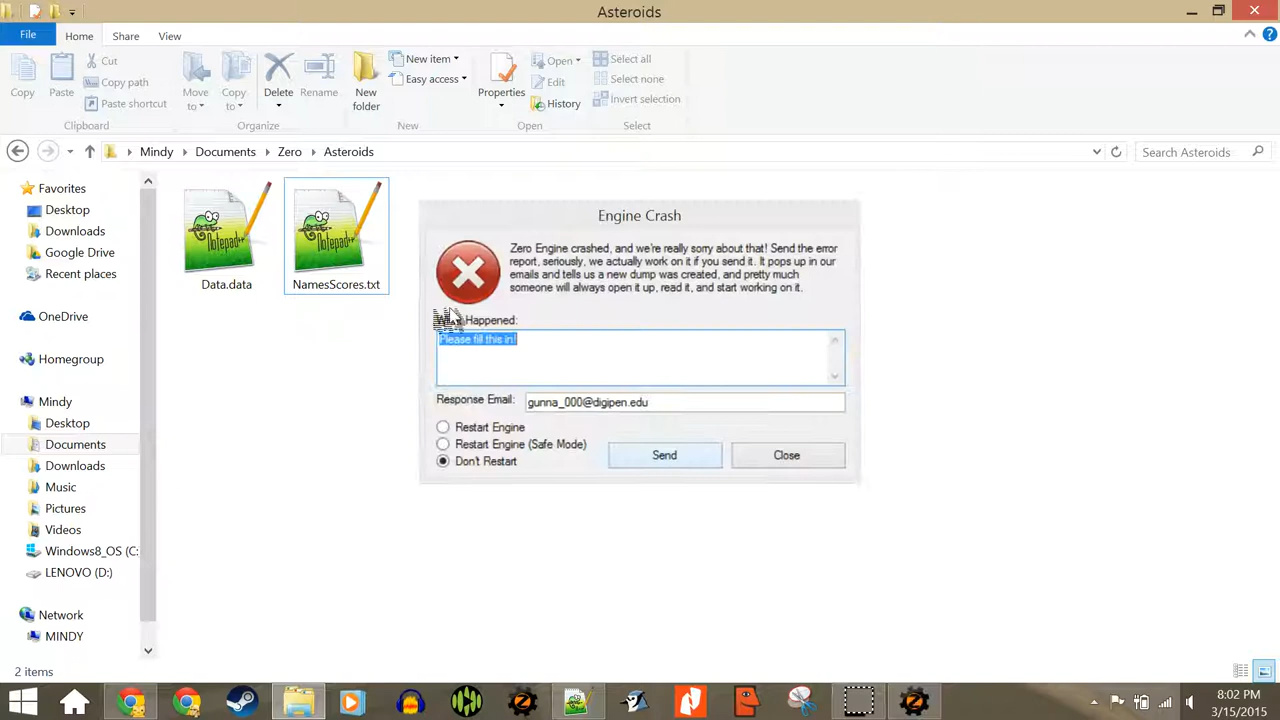 Asteroids
File
Home
Share
View
Copy
Paste
Cut
Copy path
Paste shortcut
Clipboard
Move to
Copy to
Delete
Rename
Organize
New folder
New item
Easy access
New
Properties
Open
Edit
History
Open
Select all
Select none
Invert selection
Select
Mindy
Documents
Zero
Asteroids
Search Asteroids
Favorites
Desktop
Downloads
Google Drive
Recent places
OneDrive
Homegroup
Mindy
Desktop
Documents
Downloads
Music
Pictures
Videos
Windows8_OS (C:
LENOVO (D:)
Network
MINDY
Notepad++
Data.data
Notepad++
NamesScores.txt
Engine Crash
Zero Engine crashed, and we're really sorry about that! Send the error
report, seriously, we actually work on it if you send it. It pops up in our
emails and tells us a new dump was created, and pretty much
someone will always open it up, read it, and start working on it.
Happened:
Please fill this in!
Response Email:
gunna_000@digipen.edu
Restart Engine
Restart Engine (Safe Mode)
Don't Restart
Send
Close
2 items
8:02 PM
3/15/2015